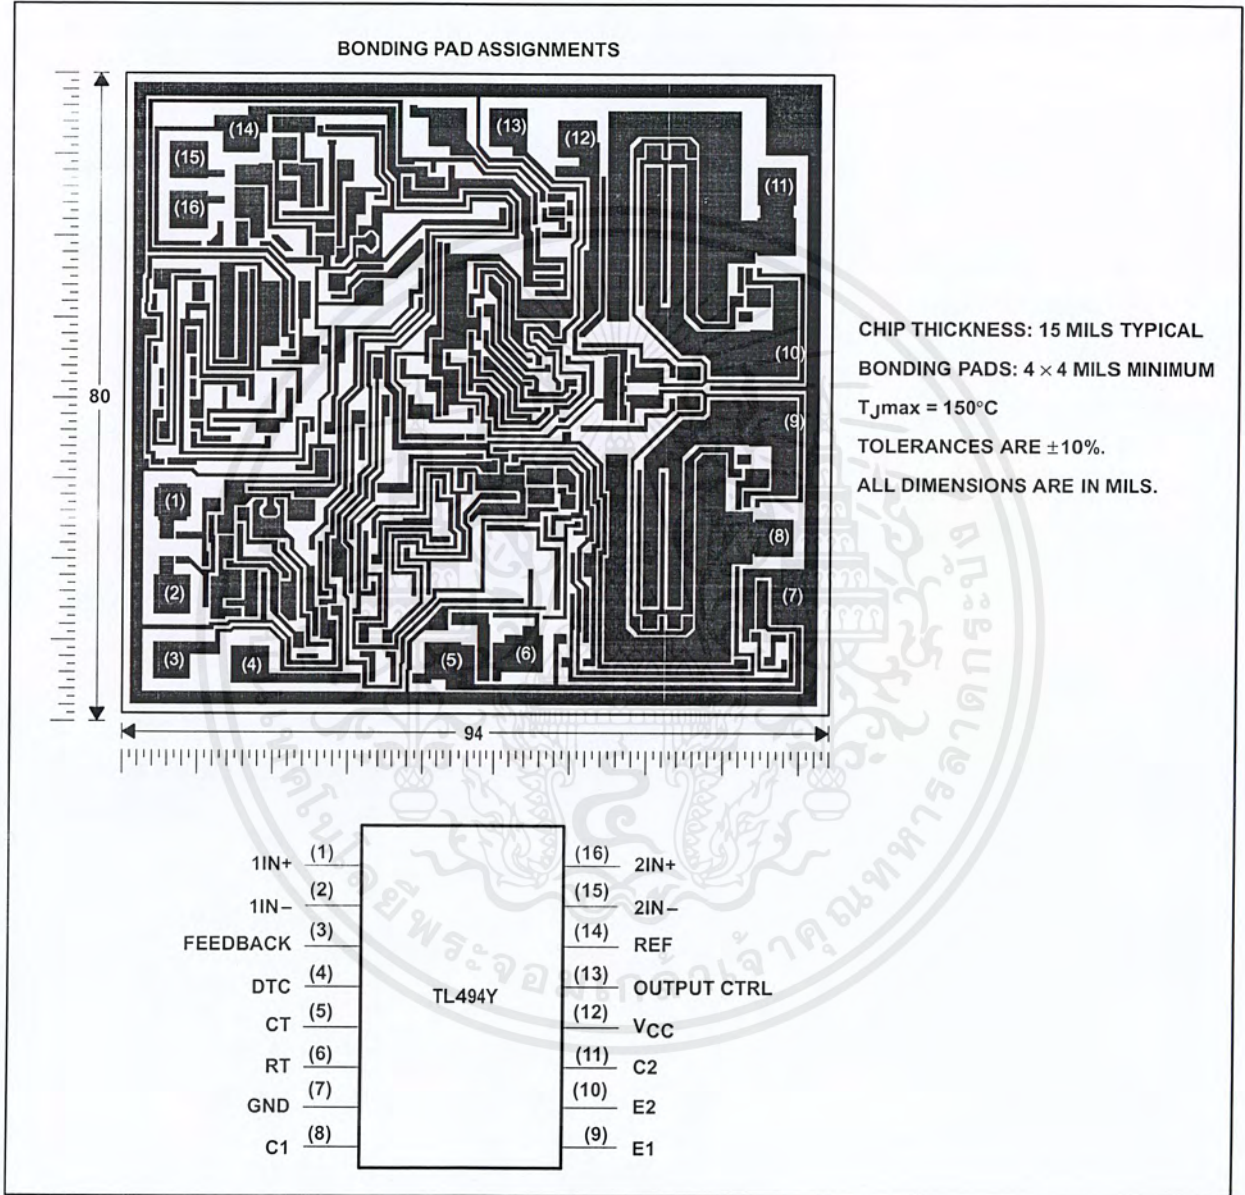 BONDING PAD ASSIGNMENTS
(14)
(13)
(12)
(15)
(11)
(16)
(10)
80
(9)
(1)
(8)
(2)
(7)
(3)
(4)
(5)
(6)
94
CHIP THICKNESS: 15 MILS TYPICAL
BONDING PADS: 4 × 4 MILS MINIMUM
TJmax = 150°C
TOLERANCES ARE ±10%.
ALL DIMENSIONS ARE IN MILS.
1IN+ (1)
1IN− (2)
FEEDBACK (3)
DTC (4)
CT (5)
RT (6)
GND (7)
C1 (8)
TL494Y
(16) 2IN+
(15) 2IN−
(14) REF
(13) OUTPUT CTRL
(12) VCC
(11) C2
(10) E2
(9) E1